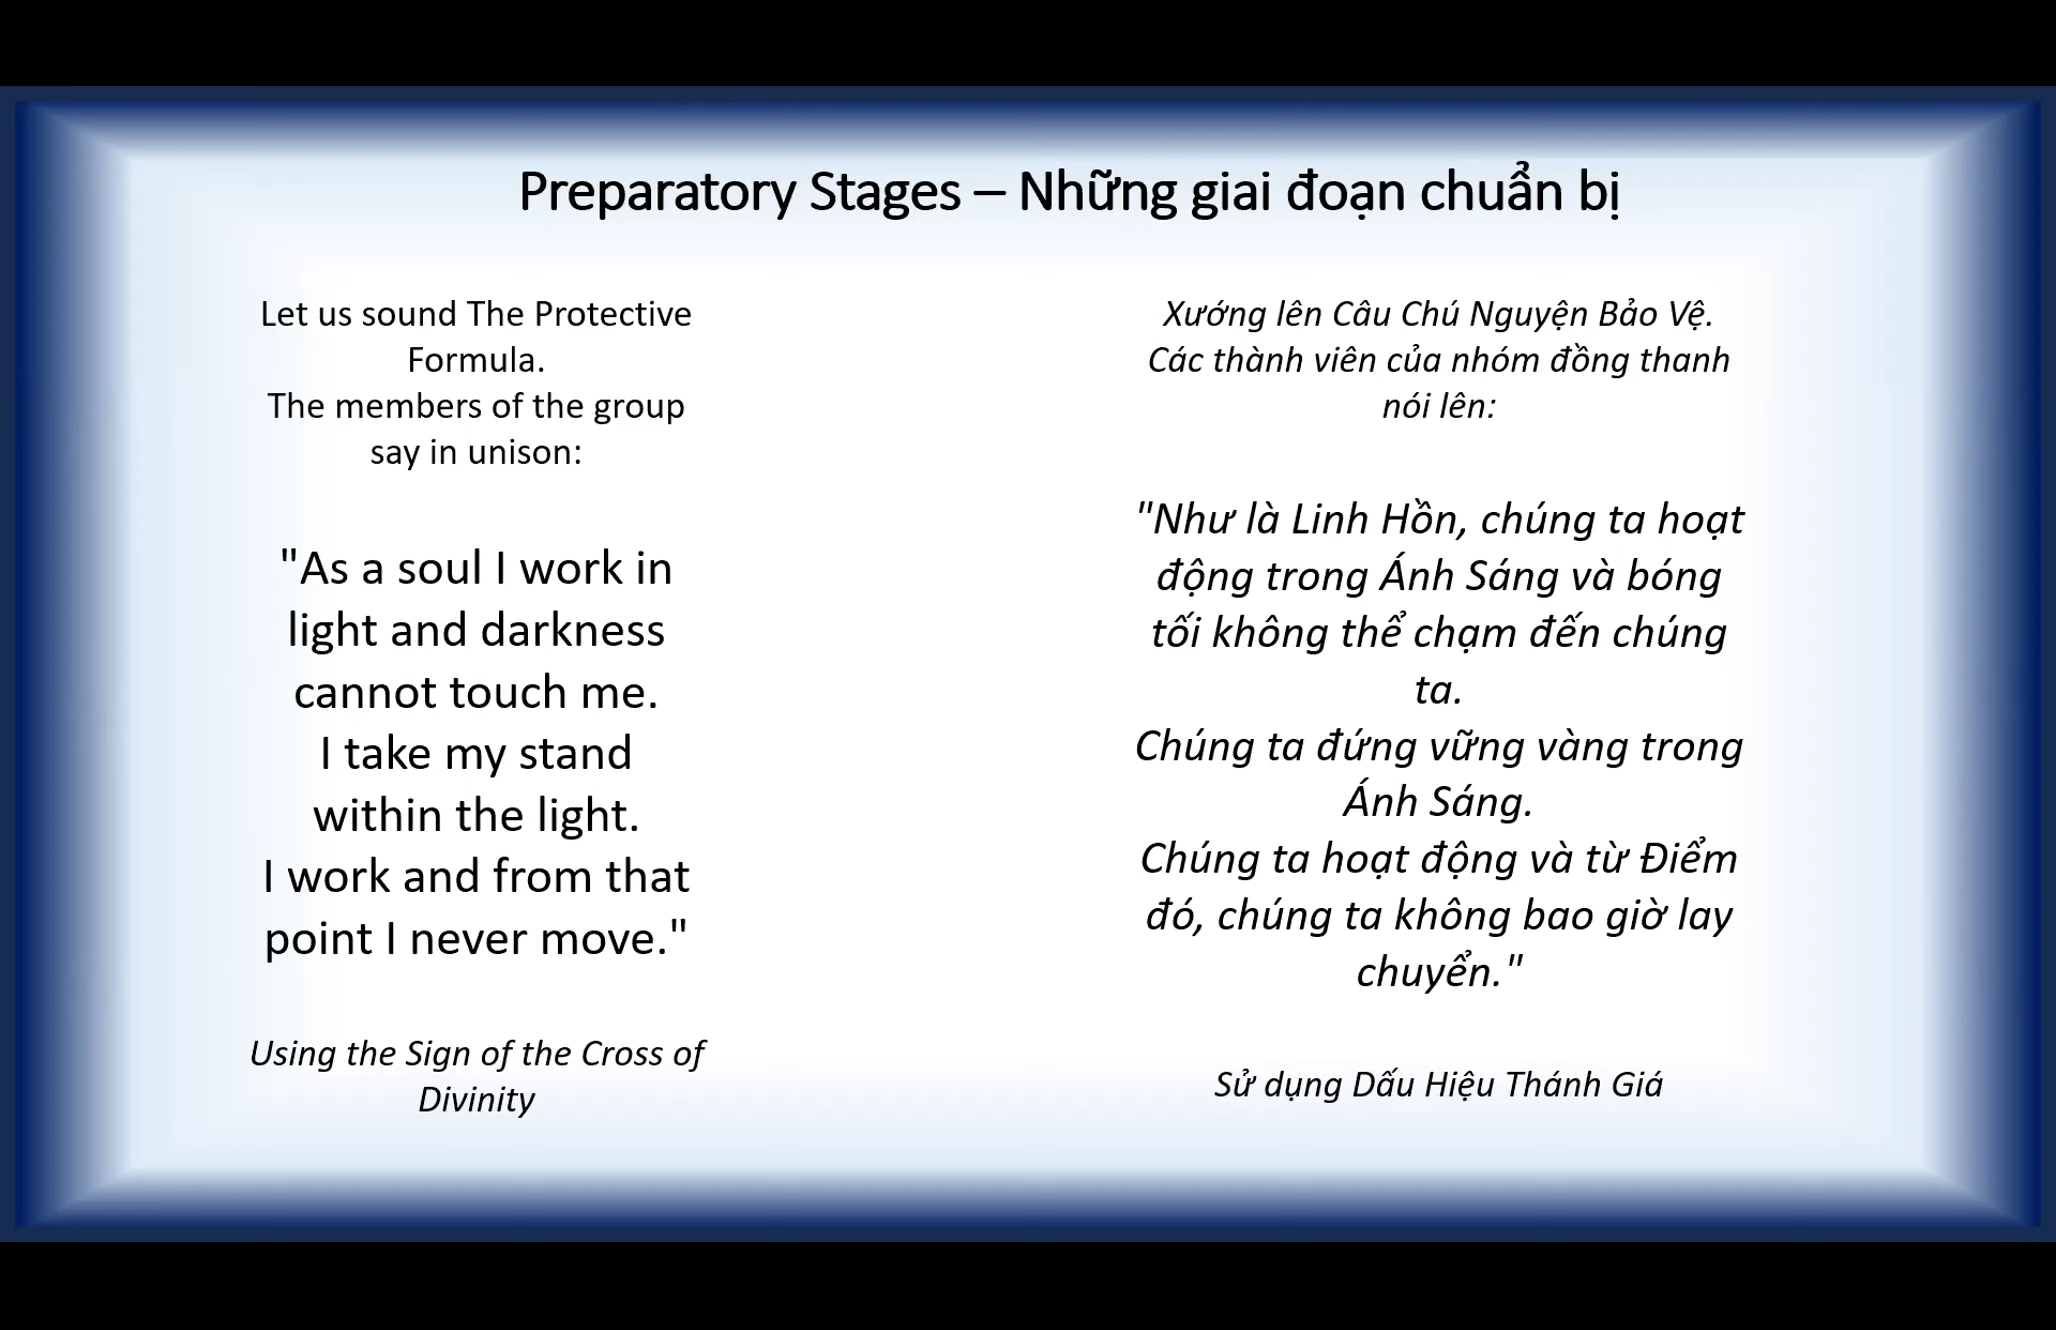 Preparatory Stages – Những giai đoạn chuẩn bị
Let us sound The Protective
Formula.
The members of the group
say in unison:
"As a soul I work in
light and darkness
cannot touch me.
I take my stand
within the light.
I work and from that
point I never move."
Using the Sign of the Cross of
Divinity
Xướng lên Câu Chú Nguyện Bảo Vệ.
Các thành viên của nhóm đồng thanh
nói lên:
"Như là Linh Hồn, chúng ta hoạt
động trong Ánh Sáng và bóng
tối không thể chạm đến chúng
ta.
Chúng ta đứng vững vàng trong
Ánh Sáng.
Chúng ta hoạt động và từ Điểm
đó, chúng ta không bao giờ lay
chuyển."
Sử dụng Dấu Hiệu Thánh Giá